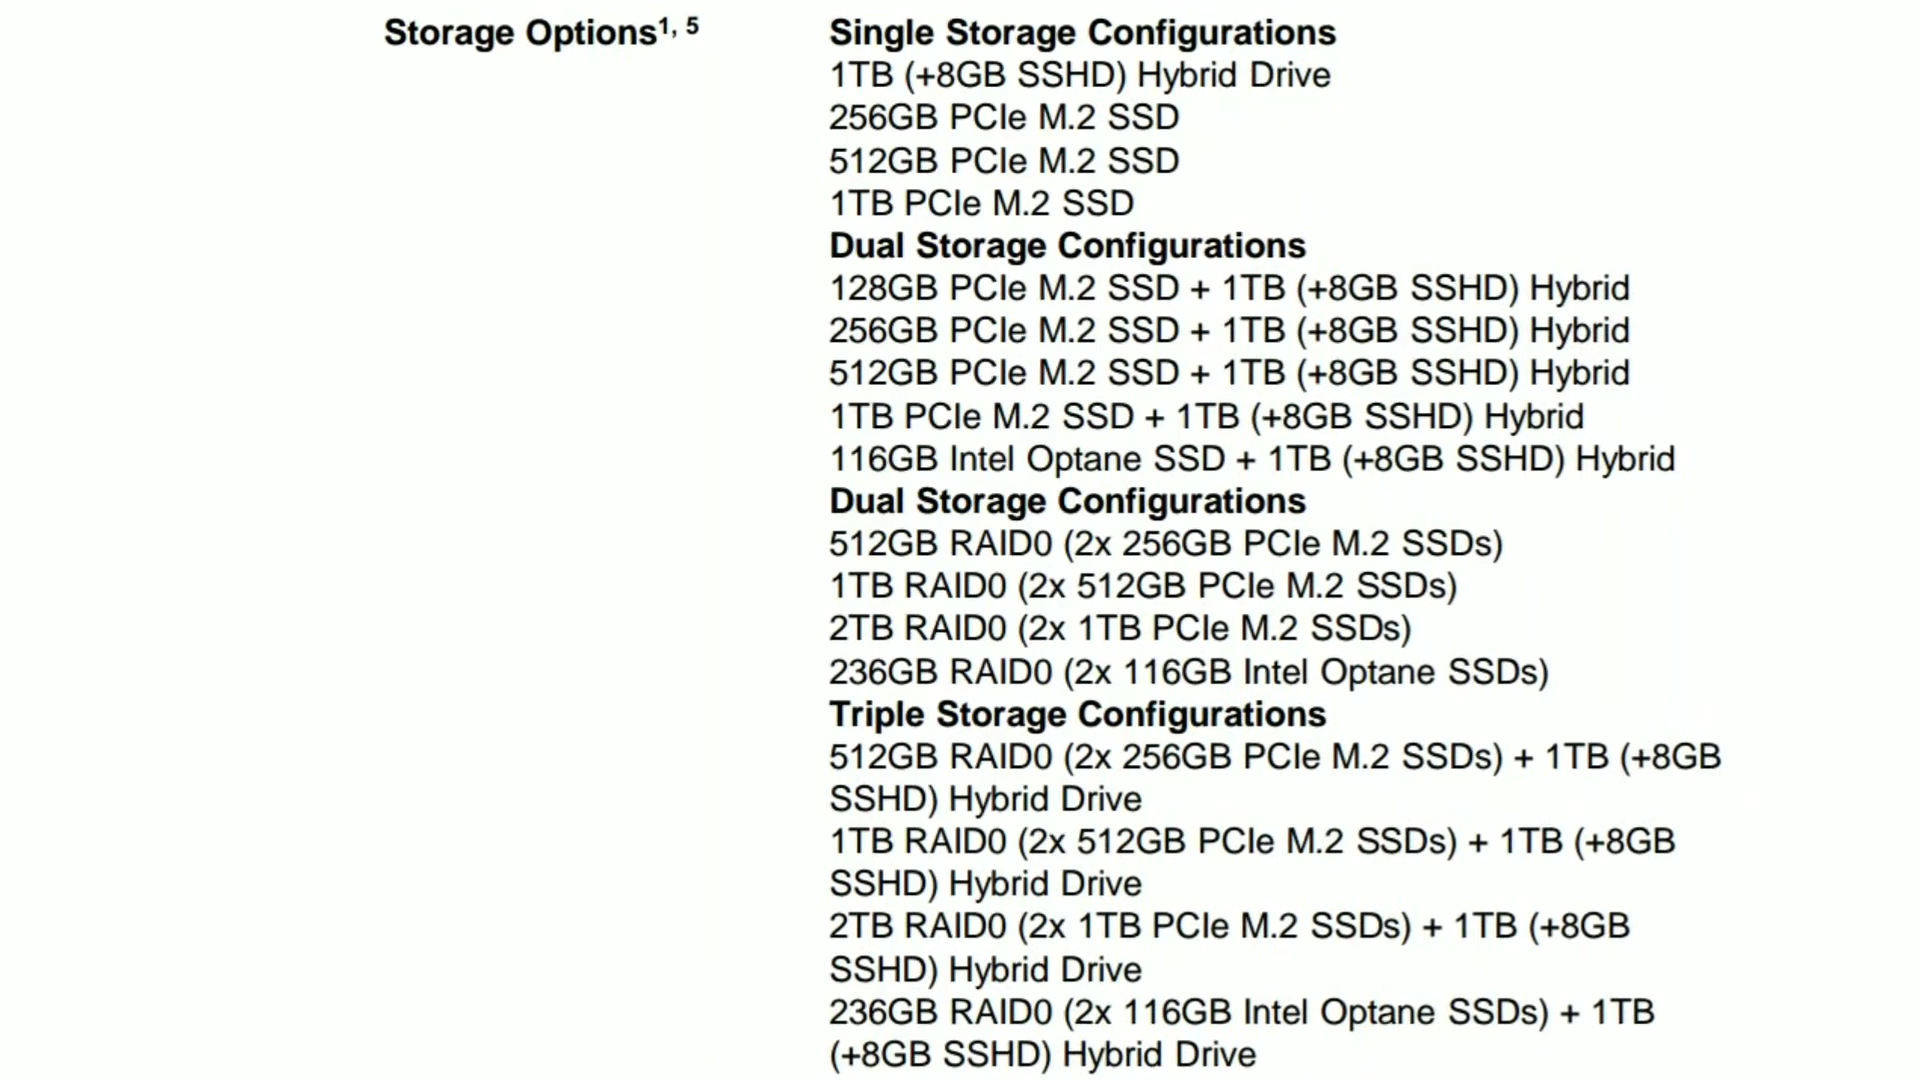 Storage Options¹, ⁵
Single Storage Configurations
1TB (+8GB SSHD) Hybrid Drive
256GB PCIe M.2 SSD
512GB PCIe M.2 SSD
1TB PCIe M.2 SSD
Dual Storage Configurations
128GB PCIe M.2 SSD + 1TB (+8GB SSHD) Hybrid
256GB PCIe M.2 SSD + 1TB (+8GB SSHD) Hybrid
512GB PCIe M.2 SSD + 1TB (+8GB SSHD) Hybrid
1TB PCIe M.2 SSD + 1TB (+8GB SSHD) Hybrid
116GB Intel Optane SSD + 1TB (+8GB SSHD) Hybrid
Dual Storage Configurations
512GB RAID0 (2x 256GB PCIe M.2 SSDs)
1TB RAID0 (2x 512GB PCIe M.2 SSDs)
2TB RAID0 (2x 1TB PCIe M.2 SSDs)
236GB RAID0 (2x 116GB Intel Optane SSDs)
Triple Storage Configurations
512GB RAID0 (2x 256GB PCIe M.2 SSDs) + 1TB (+8GB
SSHD) Hybrid Drive
1TB RAID0 (2x 512GB PCIe M.2 SSDs) + 1TB (+8GB
SSHD) Hybrid Drive
2TB RAID0 (2x 1TB PCIe M.2 SSDs) + 1TB (+8GB
SSHD) Hybrid Drive
236GB RAID0 (2x 116GB Intel Optane SSDs) + 1TB
(+8GB SSHD) Hybrid Drive